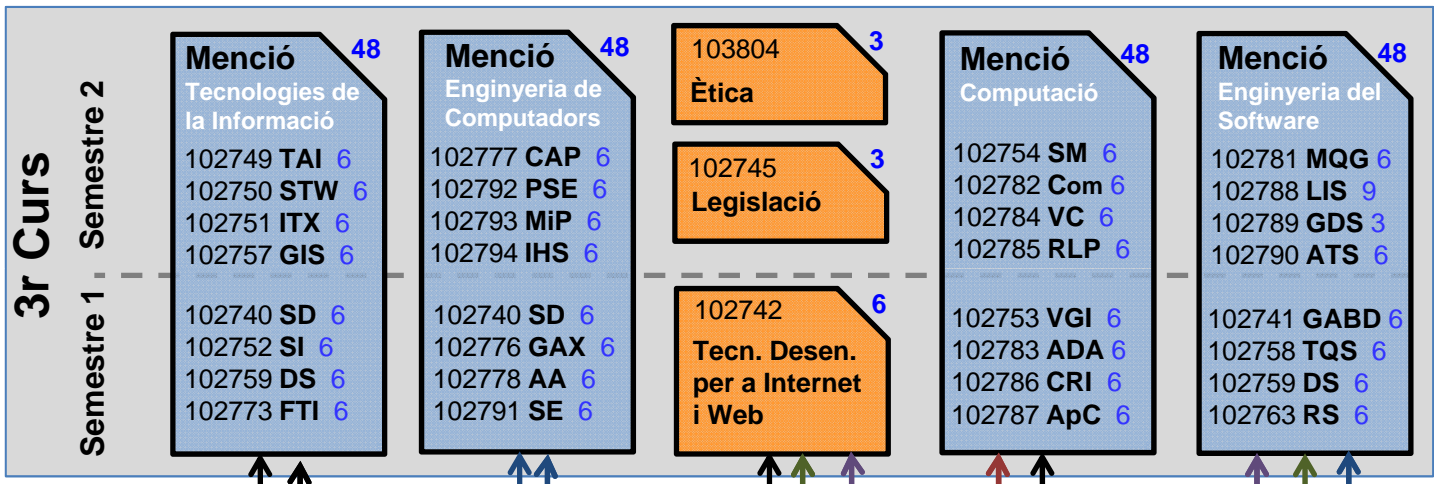 3r Curs
Semestre 2
Semestre 1
Menció 48
Tecnologies de
la Informació
102749 TAI 6
102750 STW 6
102751 ITX 6
102757 GIS 6
102740 SD 6
102752 SI 6
102759 DS 6
102773 FTI 6
Menció 48
Enginyeria de
Computadors
102777 CAP 6
102792 PSE 6
102793 MiP 6
102794 IHS 6
102740 SD 6
102776 GAX 6
102778 AA 6
102791 SE 6
103804 3
Ètica
102745 3
Legislació
102742 6
Tecn. Desen.
per a Internet
i Web
Menció 48
Computació
102754 SM 6
102782 Com 6
102784 VC 6
102785 RLP 6
102753 VGI 6
102783 ADA 6
102786 CRI 6
102787 ApC 6
Menció 48
Enginyeria del
Software
102781 MQG 6
102788 LIS 9
102789 GDS 3
102790 ATS 6
102741 GABD 6
102758 TQS 6
102759 DS 6
102763 RS 6